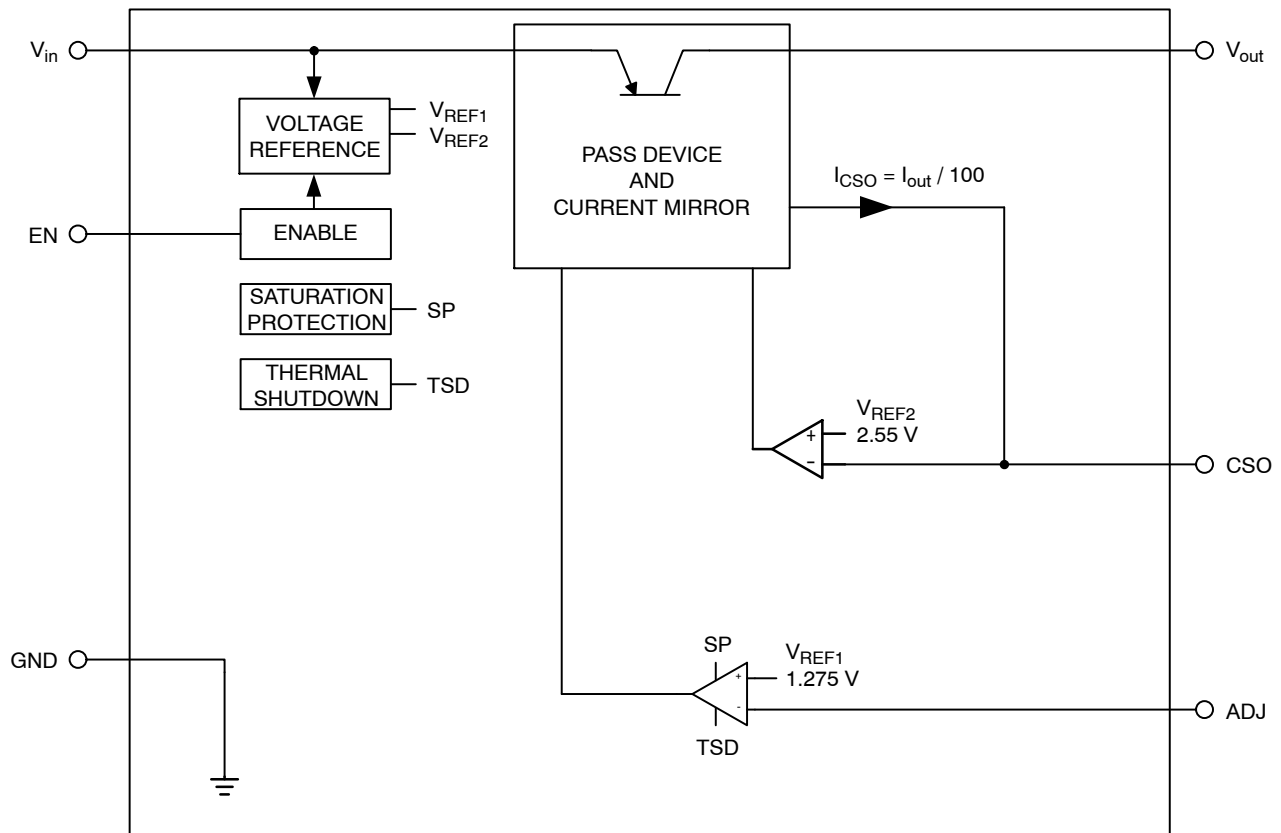 Vin
Vout
VOLTAGE
REFERENCE
VREF1
VREF2
PASS DEVICE
AND
CURRENT MIRROR
ICSO = Iout / 100
EN
ENABLE
SATURATION
PROTECTION
SP
THERMAL
SHUTDOWN
TSD
VREF2
2.55 V
+
−
CSO
GND
SP
VREF1
1.275 V
+
-
ADJ
TSD